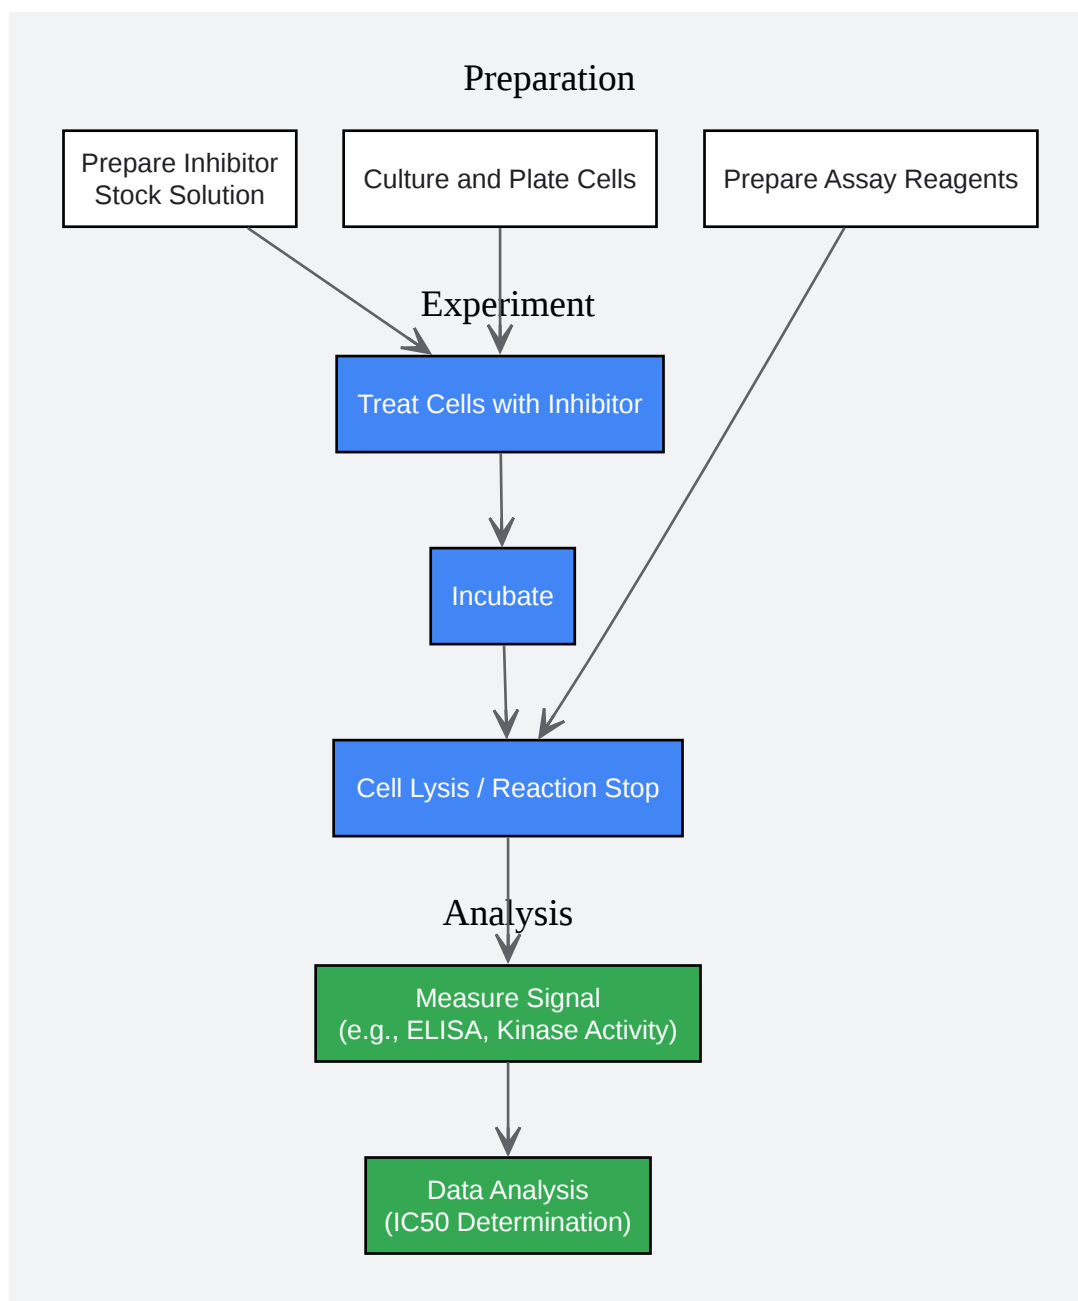 Preparation
Prepare Inhibitor
Stock Solution
Culture and Plate Cells
Prepare Assay Reagents
Experiment
Treat Cells with Inhibitor
Incubate
Cell Lysis / Reaction Stop
Analysis
Measure Signal
(e.g., ELISA, Kinase Activity)
Data Analysis
(IC50 Determination)